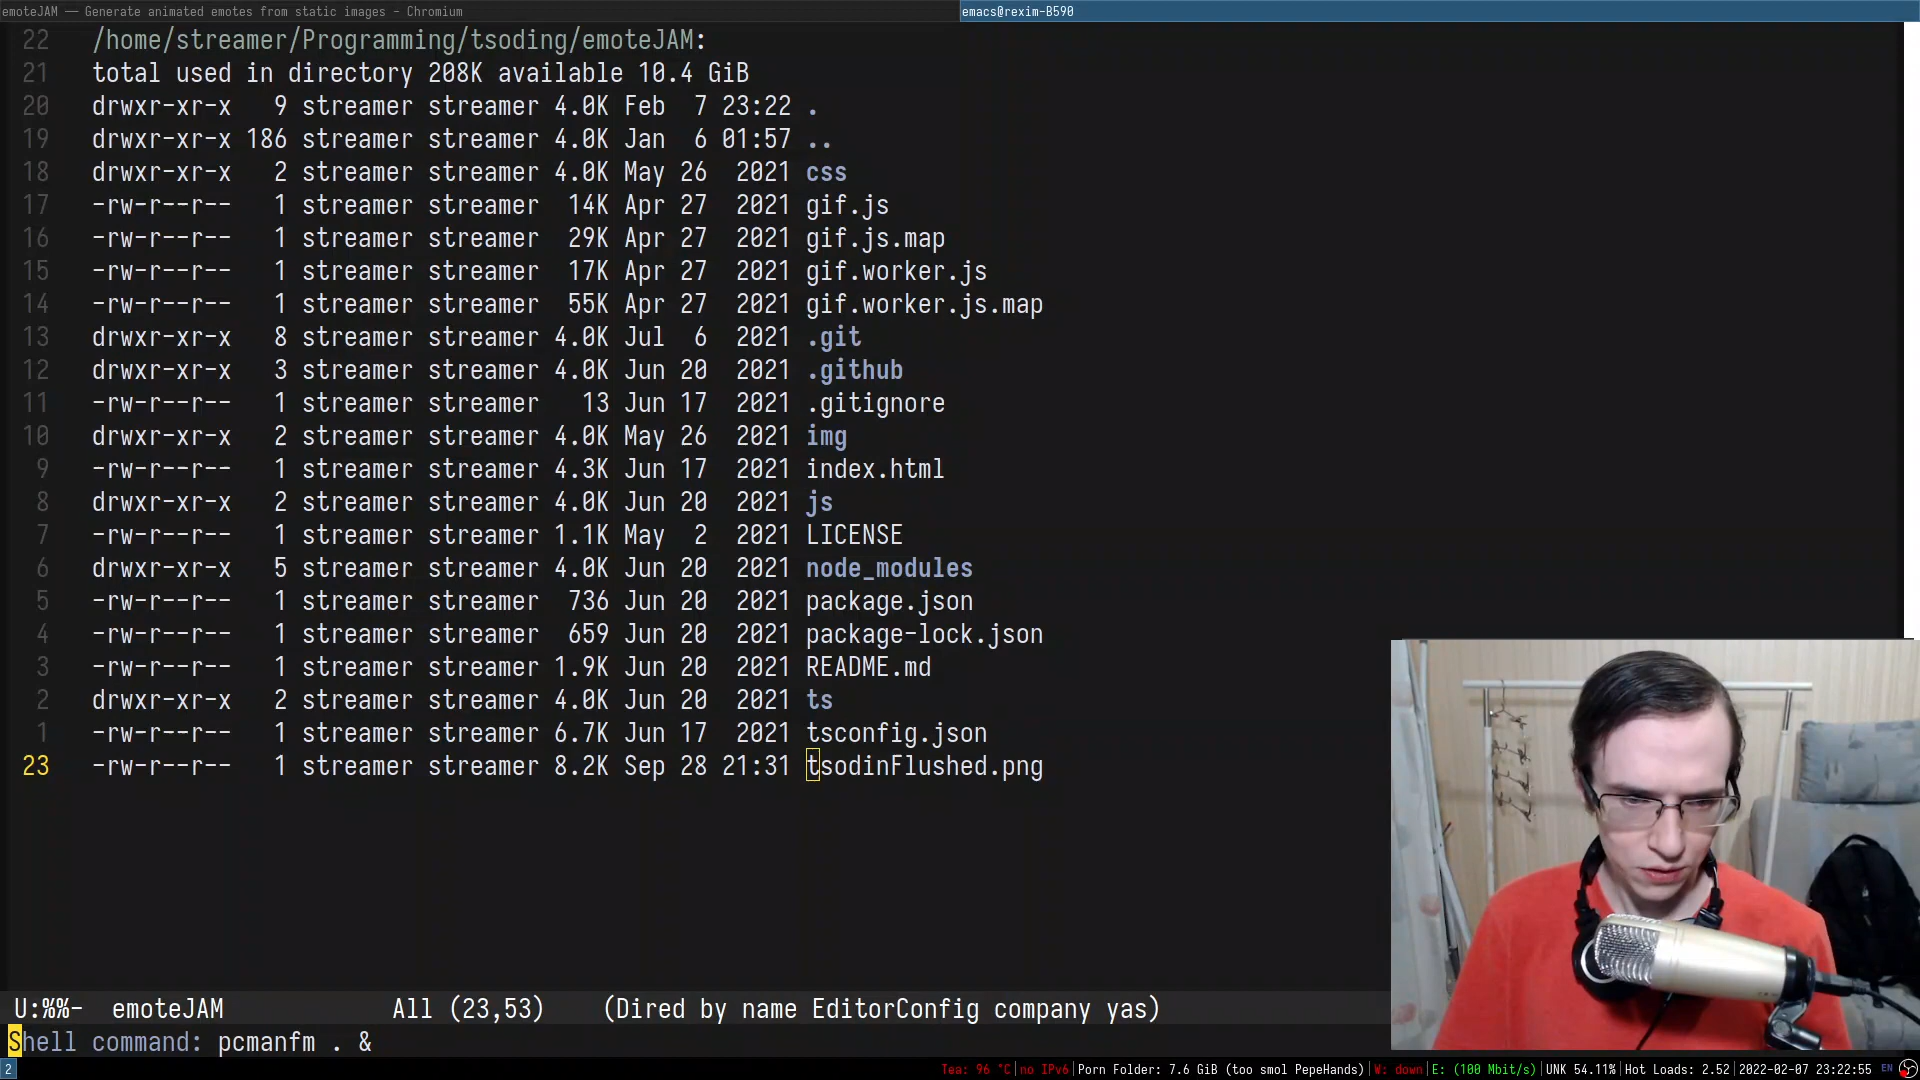 emoteJAM — Generate animated emotes from static images - Chromium
emacs@rexim-B590
22 /home/streamer/Programming/tsoding/emoteJAM:
21 total used in directory 208K available 10.4 GiB
20 drwxr-xr-x 9 streamer streamer 4.0K Feb 7 23:22 .
19 drwxr-xr-x 186 streamer streamer 4.0K Jan 6 01:57 ..
18 drwxr-xr-x 2 streamer streamer 4.0K May 26 2021 css
17 -rw-r--r-- 1 streamer streamer 14K Apr 27 2021 gif.js
16 -rw-r--r-- 1 streamer streamer 29K Apr 27 2021 gif.js.map
15 -rw-r--r-- 1 streamer streamer 17K Apr 27 2021 gif.worker.js
14 -rw-r--r-- 1 streamer streamer 55K Apr 27 2021 gif.worker.js.map
13 drwxr-xr-x 8 streamer streamer 4.0K Jul 6 2021 .git
12 drwxr-xr-x 3 streamer streamer 4.0K Jun 20 2021 .github
11 -rw-r--r-- 1 streamer streamer 13 Jun 17 2021 .gitignore
10 drwxr-xr-x 2 streamer streamer 4.0K May 26 2021 img
9 -rw-r--r-- 1 streamer streamer 4.3K Jun 17 2021 index.html
8 drwxr-xr-x 2 streamer streamer 4.0K Jun 20 2021 js
7 -rw-r--r-- 1 streamer streamer 1.1K May 2 2021 LICENSE
6 drwxr-xr-x 5 streamer streamer 4.0K Jun 20 2021 node_modules
5 -rw-r--r-- 1 streamer streamer 736 Jun 20 2021 package.json
4 -rw-r--r-- 1 streamer streamer 659 Jun 20 2021 package-lock.json
3 -rw-r--r-- 1 streamer streamer 1.9K Jun 20 2021 README.md
2 drwxr-xr-x 2 streamer streamer 4.0K Jun 20 2021 ts
1 -rw-r--r-- 1 streamer streamer 6.7K Jun 17 2021 tsconfig.json
23 -rw-r--r-- 1 streamer streamer 8.2K Sep 28 21:31 tsodinFlushed.png
U:%%- emoteJAM All (23,53) (Dired by name EditorConfig company yas)
Shell command: pcmanfm . &
2 Tea: 96 °C|no IPv6|Porn Folder: 7.6 GiB (too smol PepeHands)|W: down|E: (100 Mbit/s)|UNK 54.11%|Hot Loads: 2.52|2022-02-07 23:22:55 EN